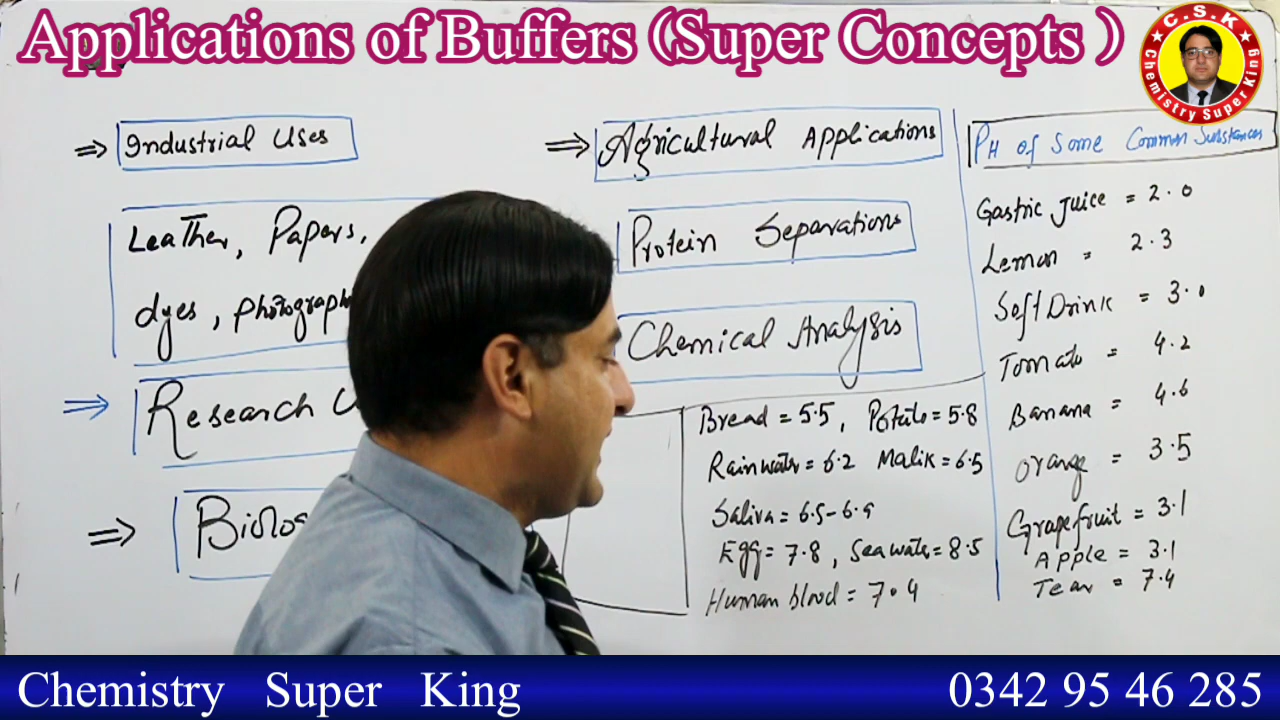 Applications of Buffers (Super Concepts )
C.S.K
Chemistry Super King
⇒ Industrial Uses
Leather, Papers,
dyes, Photograph
⇒ Research
⇒ Biolo
⇒ Agricultural Applications
Protein Separations
Chemical Analysis
Bread = 5.5, Potato = 5.8
Rain water = 6.2 Malik = 6.5
Saliva = 6.5-6.9
Egg = 7.8, Sea water = 8.5
Human blood = 7.4
PH of Some Common Substances
Gastric Juice = 2.0
Lemon = 2.3
Soft Drink = 3.0
Tomato = 4.2
Banana = 4.6
Orange = 3.5
Grapefruit = 3.1
Apple = 3.1
Tear = 7.4
Chemistry Super King
0342 95 46 285